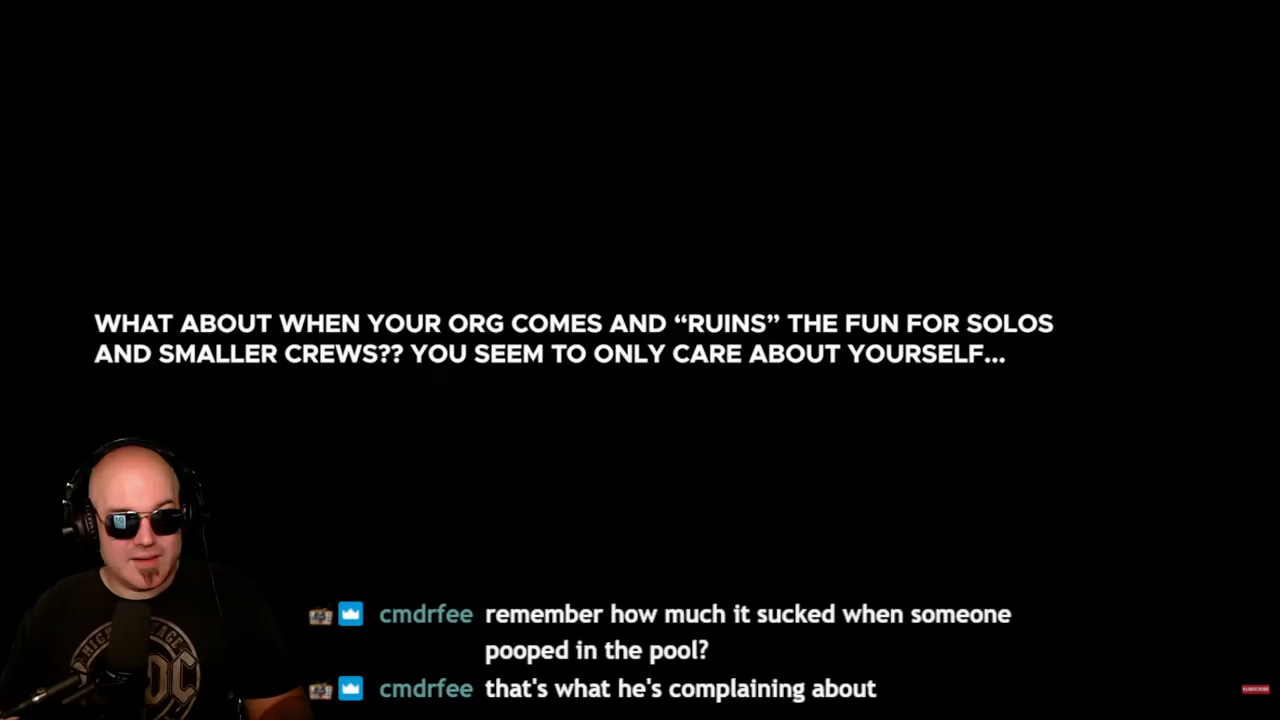 WHAT ABOUT WHEN YOUR ORG COMES AND “RUINS” THE FUN FOR SOLOS
AND SMALLER CREWS?? YOU SEEM TO ONLY CARE ABOUT YOURSELF...
cmdrfee remember how much it sucked when someone
pooped in the pool?
cmdrfee that's what he's complaining about
SUBSCRIBE